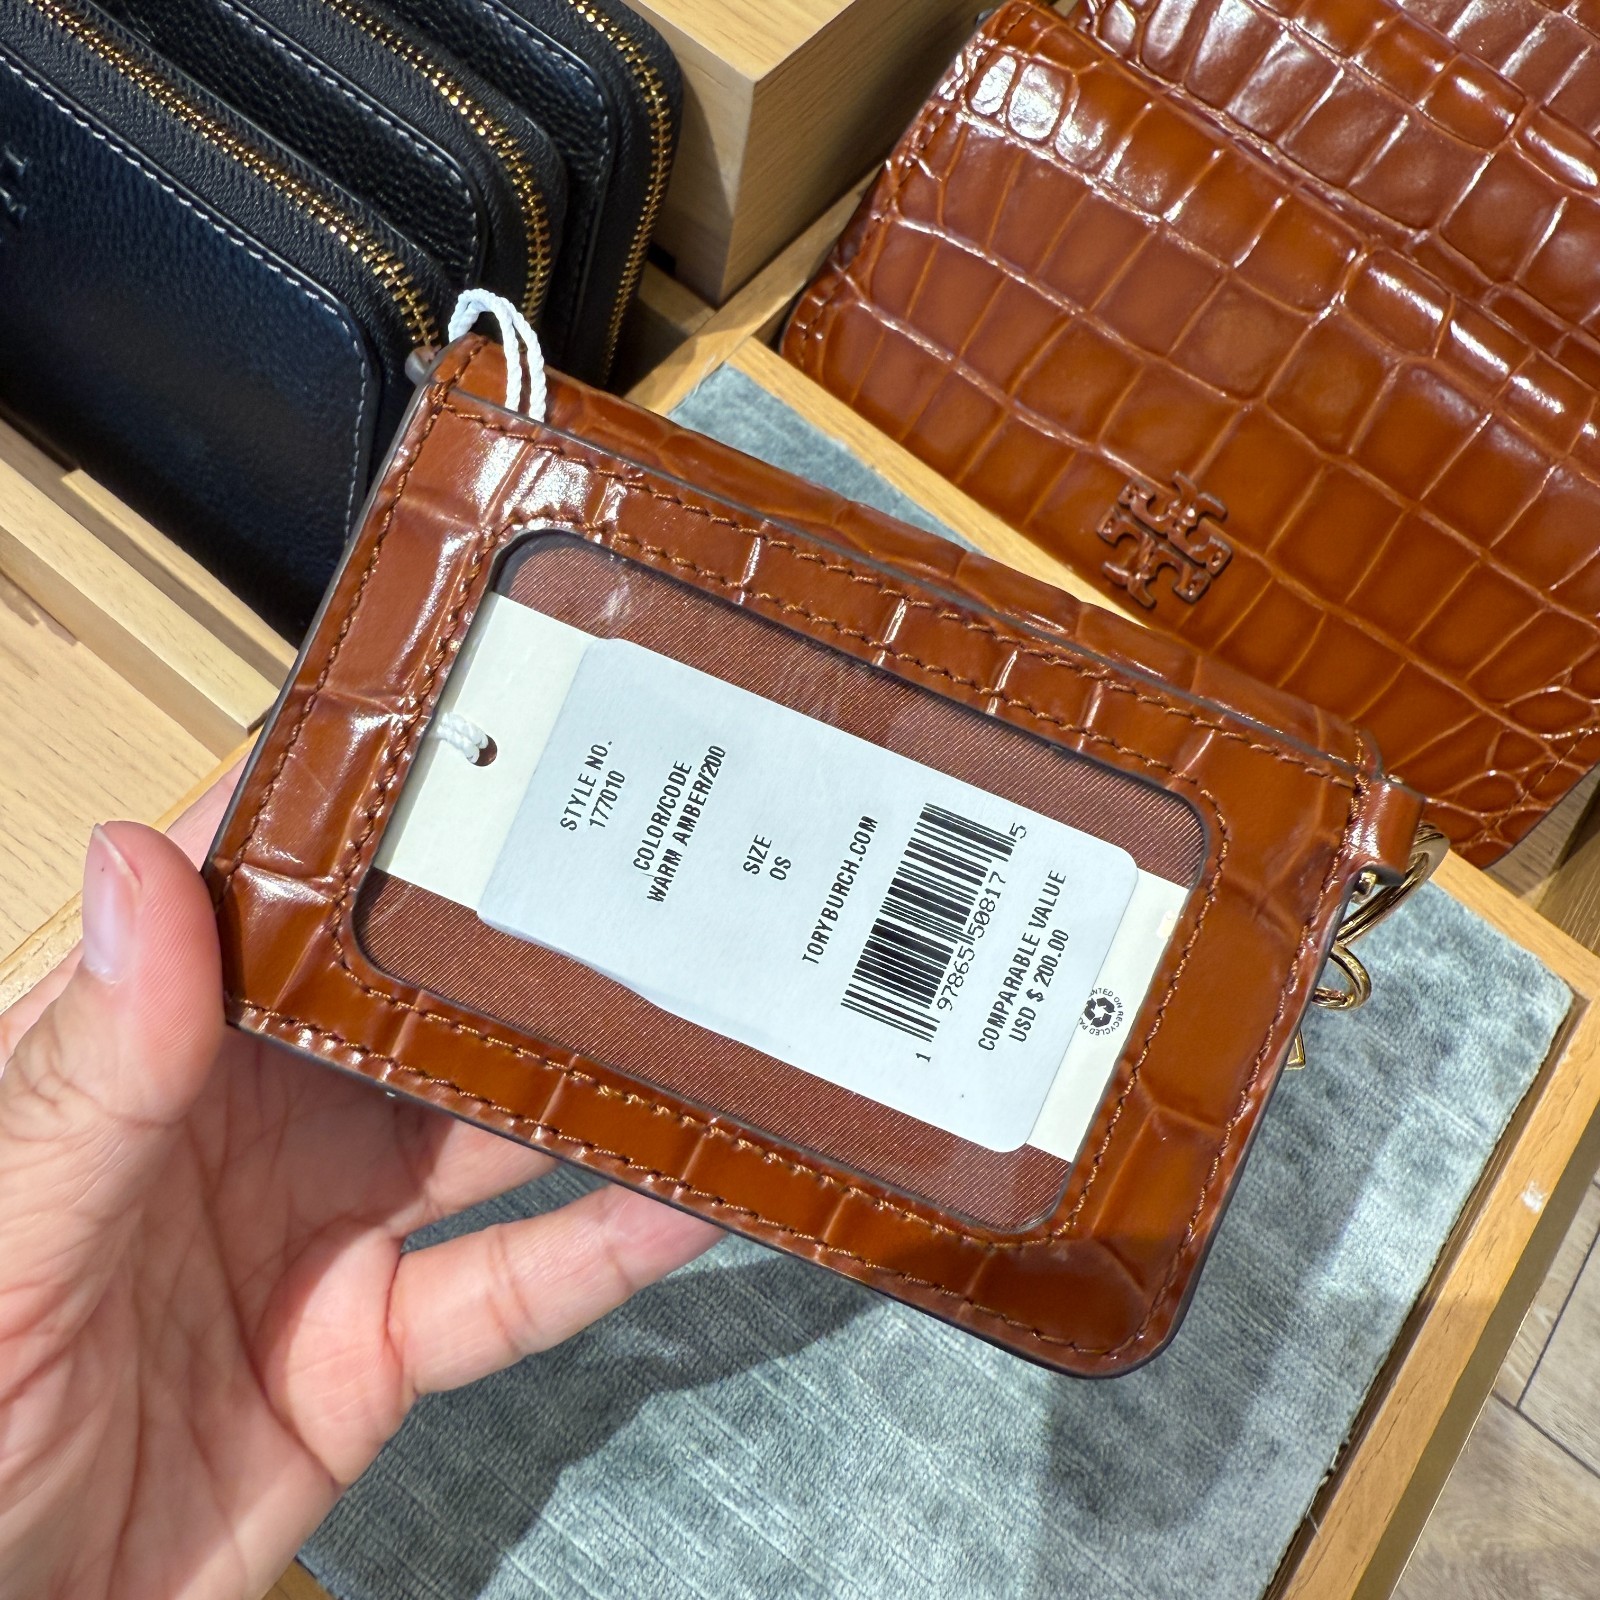 STYLE NO.
1777010
COLOR/CODE
WARM AMBER/200
SIZE
OS
TORYBURCH.COM
1 97865 50817 5
COMPARABLE VALUE
USD $ 200.00